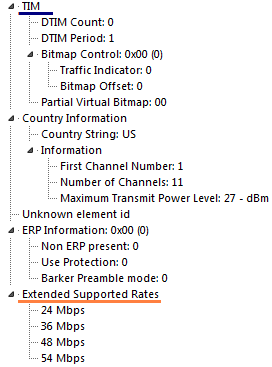 TIM
DTIM Count: 0
DTIM Period: 1
Bitmap Control: 0x00 (0)
Traffic Indicator: 0
Bitmap Offset: 0
Partial Virtual Bitmap: 00
Country Information
Country String: US
Information
First Channel Number: 1
Number of Channels: 11
Maximum Transmit Power Level: 27 - dBm
Unknown element id
ERP Information: 0x00 (0)
Non ERP present: 0
Use Protection: 0
Barker Preamble mode: 0
Extended Supported Rates
24 Mbps
36 Mbps
48 Mbps
54 Mbps